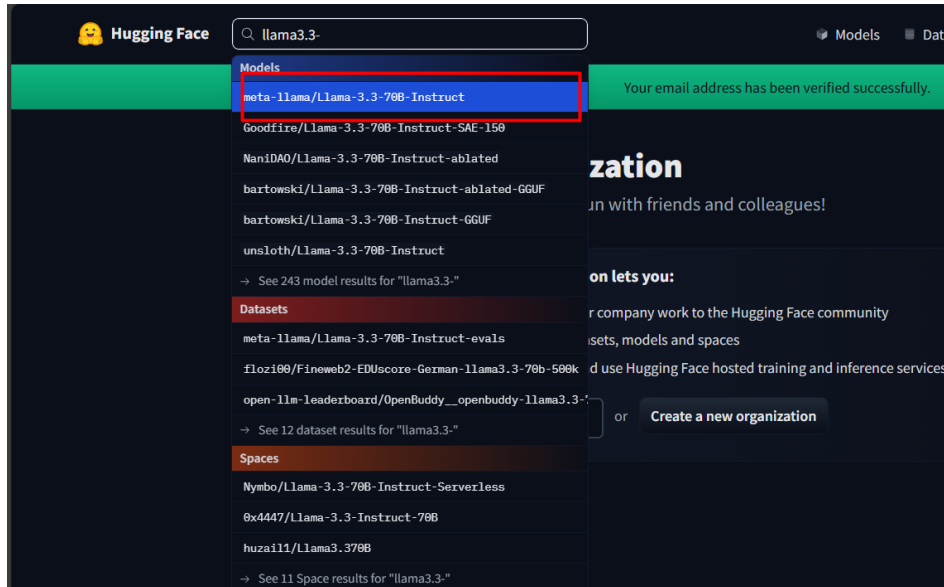 Hugging Face
llama3.3-
Models
Dat
Your email address has been verified successfully.
Models
meta-llama/Llama-3.3-70B-Instruct
Goodfire/Llama-3.3-70B-Instruct-SAE-l50
NaniDAO/Llama-3.3-70B-Instruct-ablated
bartowski/Llama-3.3-70B-Instruct-ablated-GGUF
bartowski/Llama-3.3-70B-Instruct-GGUF
unsloth/Llama-3.3-70B-Instruct
→ See 243 model results for "llama3.3-"
Datasets
meta-llama/Llama-3.3-70B-Instruct-evals
flozi00/Fineweb2-EDUscore-German-llama3.3-70b-500k
open-llm-leaderboard/OpenBuddy__openbuddy-llama3.3-
→ See 12 dataset results for "llama3.3-"
Spaces
Nymbo/Llama-3.3-70B-Instruct-Serverless
0x4447/Llama-3.3-Instruct-70B
huzail1/Llama3.370B
→ See 11 Space results for "llama3.3-"
zation
un with friends and colleagues!
on lets you:
r company work to the Hugging Face community
sets, models and spaces
d use Hugging Face hosted training and inference services
or
Create a new organization